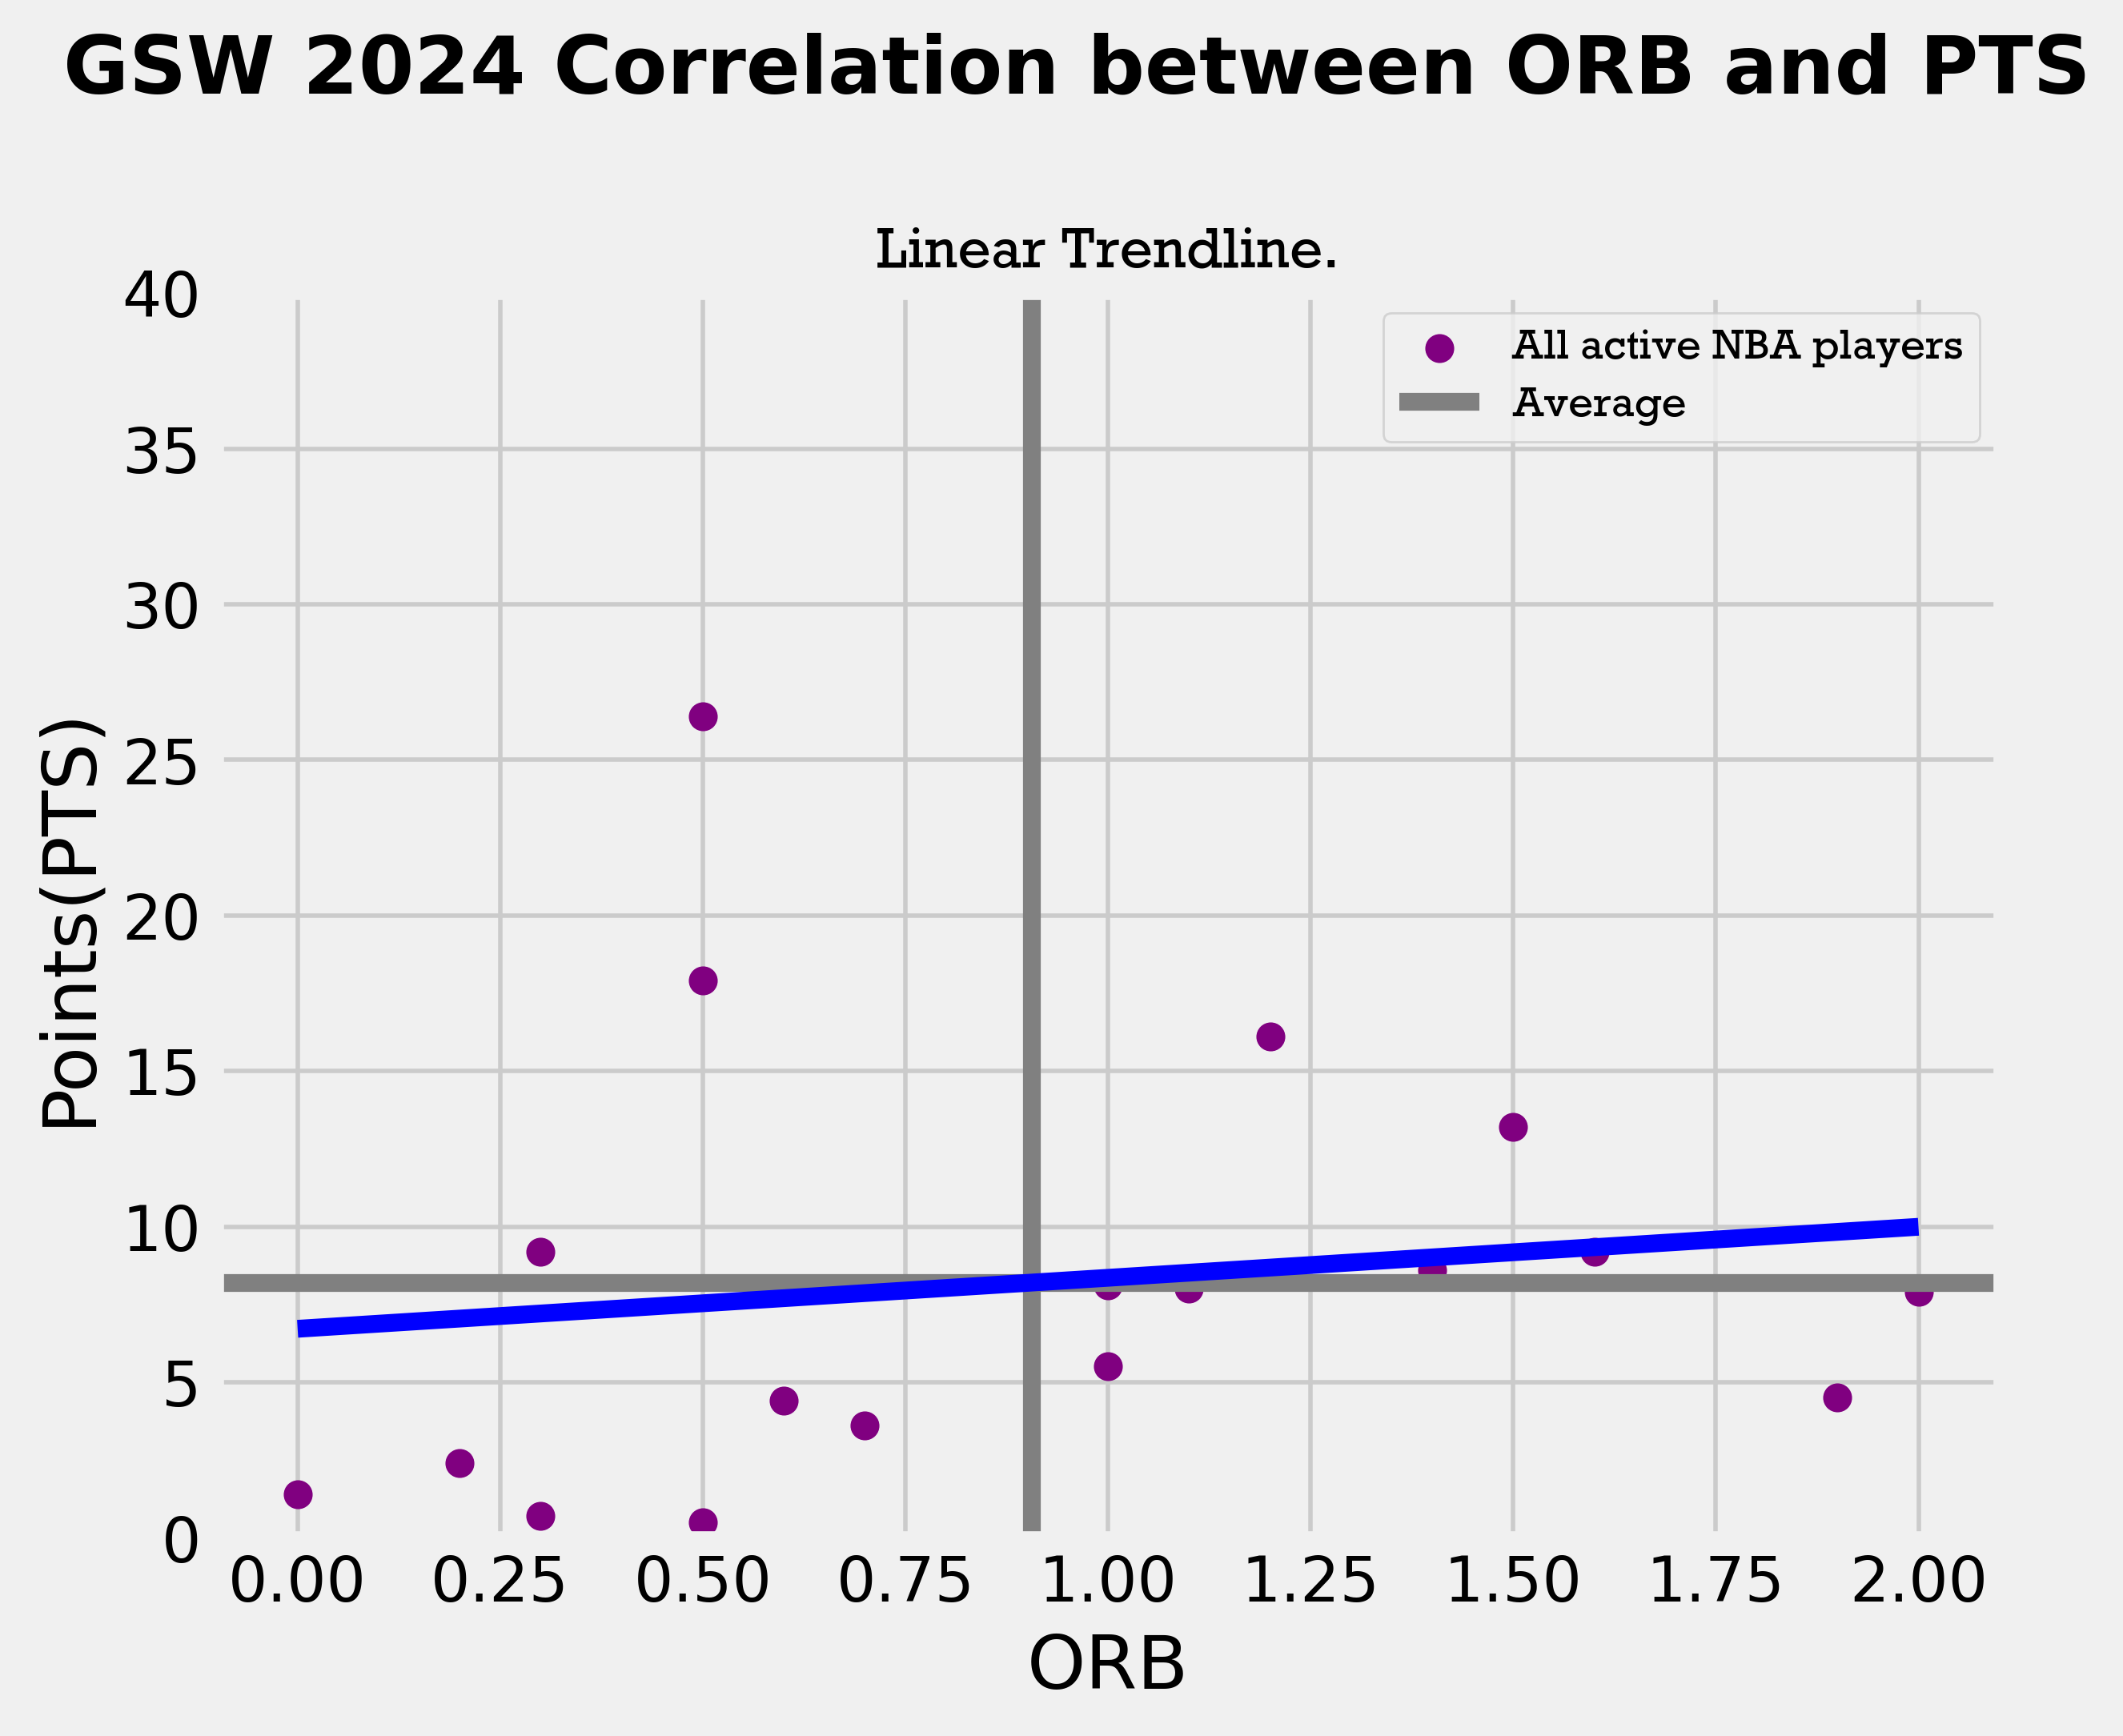 GSW 2024 Correlation between ORB and PTS
Linear Trendline.
All active NBA players
Average
40
35
30
25
20
15
10
5
0
Points(PTS)
0.00 0.25 0.50 0.75 1.00 1.25 1.50 1.75 2.00
ORB